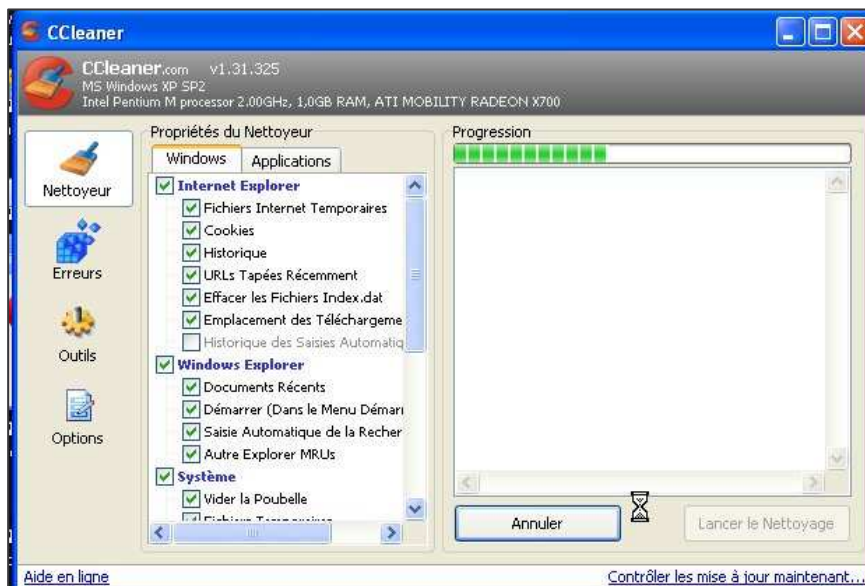 CCleaner
CCleaner.com v1.31.325
MS Windows XP SP2
Intel Pentium M processor 2.00GHz, 1,0GB RAM, ATI MOBILITY RADEON X700
Nettoyeur
Erreurs
Outils
Options
Propriétés du Nettoyeur
Windows Applications
Internet Explorer
Fichiers Internet Temporaires
Cookies
Historique
URLs Tapées Récemment
Effacer les Fichiers Index.dat
Emplacement des Téléchargeme
Historique des Saisies Automatiq
Windows Explorer
Documents Récents
Démarrer (Dans le Menu Démarr
Saisie Automatique de la Recher
Autre Explorer MRUs
Système
Vider la Poubelle
Fichiers Temporaires
Progression
Annuler
Lancer le Nettoyage
Aide en ligne
Contrôler les mise à jour maintenant...